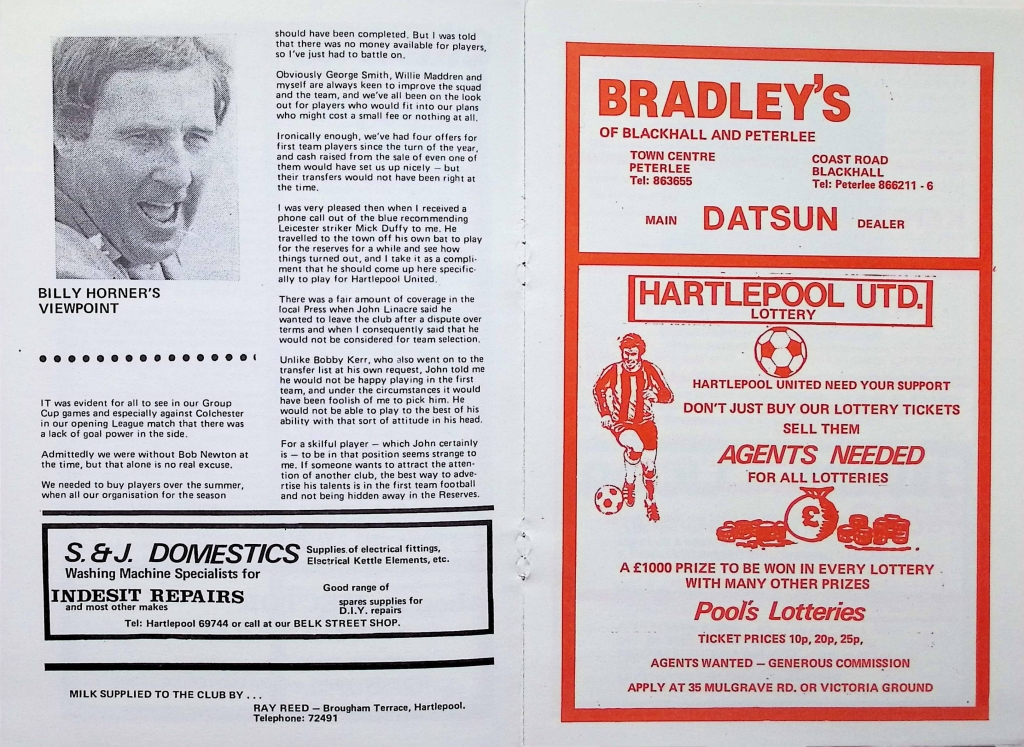 BILLY HORNER'S
VIEWPOINT
IT was evident for all to see in our Group
Cup games and especially against Colchester
in our opening League match that there was
a lack of goal power in the side.
Admittedly we were without Bob Newton at
the time, but that alone is no real excuse.
We needed to buy players over the summer,
when all our organisation for the season
should have been completed. But I was told
that there was no money available for players,
so I've just had to battle on.
Obviously George Smith, Willie Maddren and
myself are always keen to improve the squad
and the team, and we've all been on the look
out for players who would fit into our plans
who might cost a small fee or nothing at all.
Ironically enough, we've had four offers for
first team players since the turn of the year,
and cash raised from the sale of even one of
them would have set us up nicely — but
their transfers would not have been right at
the time.
I was very pleased then when I received a
phone call out of the blue recommending
Leicester striker Mick Duffy to me. He
travelled to the town off his own bat to play
for the reserves for a while and see how
things turned out, and I take it as a compli-
ment that he should come up here specific-
ally to play for Hartlepool United.
There was a fair amount of coverage in the
local Press when John Linacre said he
wanted to leave the club after a dispute over
terms and when I consequently said that he
would not be considered for team selection.
Unlike Bobby Kerr, who also went on to the
transfer list at his own request, John told me
he would not be happy playing in the first
team, and under the circumstances it would
have been foolish of me to pick him. He
would not be able to play to the best of his
ability with that sort of attitude in his head.
For a skilful player — which John certainly
is — to be in that position seems strange to
me. If someone wants to attract the atten-
tion of another club, the best way to adve-
rtise his talents is in the first team football
and not being hidden away in the Reserves.
S. & J. DOMESTICS
Supplies of electrical fittings,
Electrical Kettle Elements, etc.
Washing Machine Specialists for
INDESIT REPAIRS
and most other makes
Good range of
spares supplies for
D.I.Y. repairs
Tel: Hartlepool 69744 or call at our BELK STREET SHOP.
MILK SUPPLIED TO THE CLUB BY . . .
RAY REED — Brougham Terrace, Hartlepool.
Telephone: 72491
BRADLEY'S
OF BLACKHALL AND PETERLEE
TOWN CENTRE
PETERLEE
Tel: 863655
COAST ROAD
BLACKHALL
Tel: Peterlee 866211 - 6
MAIN DATSUN DEALER
HARTLEPOOL UTD.
LOTTERY
HARTLEPOOL UNITED NEED YOUR SUPPORT
DON'T JUST BUY OUR LOTTERY TICKETS
SELL THEM
AGENTS NEEDED
FOR ALL LOTTERIES
£
A £1000 PRIZE TO BE WON IN EVERY LOTTERY
WITH MANY OTHER PRIZES
Pool's Lotteries
TICKET PRICES 10p, 20p, 25p,
AGENTS WANTED — GENEROUS COMMISSION
APPLY AT 35 MULGRAVE RD. OR VICTORIA GROUND